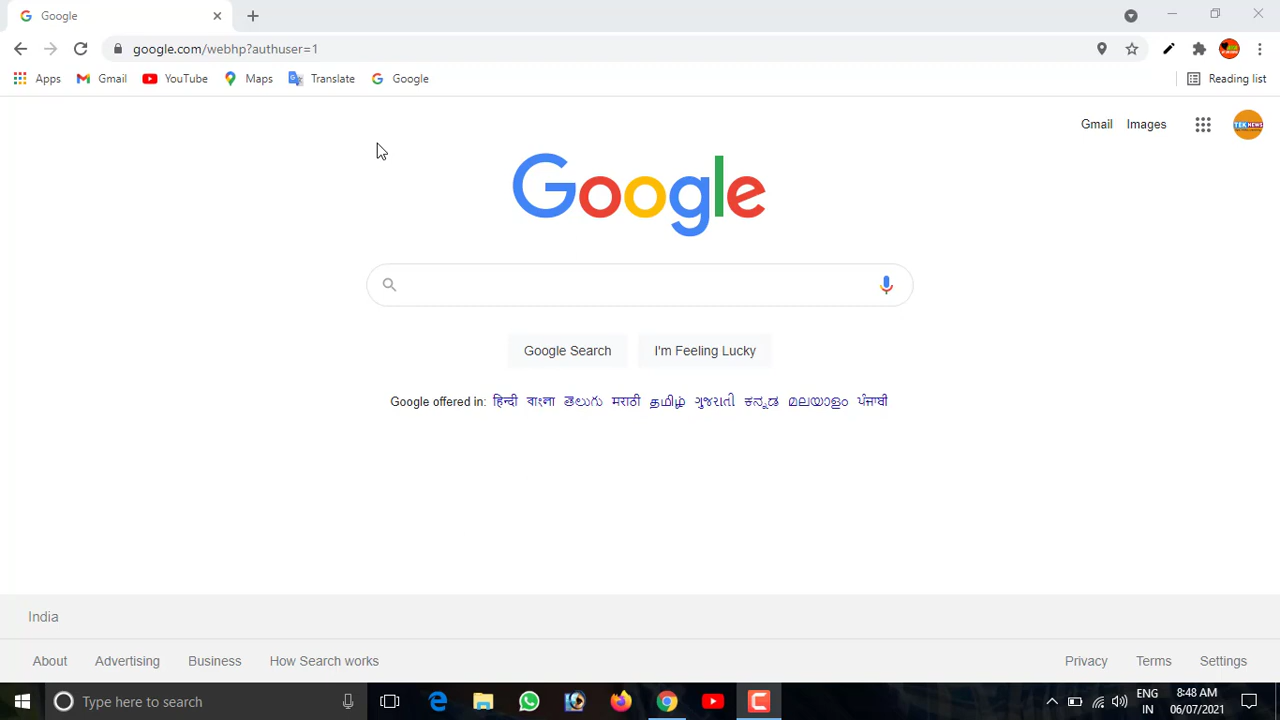 Google
google.com/webhp?authuser=1
Apps Gmail YouTube Maps Translate Google Reading list
Gmail Images TEK NEWS
Google
Google Search I'm Feeling Lucky
Google offered in: हिन्दी বাংলা తెలుగు मराठी தமிழ் ગુજરાતી ಕನ್ನಡ മലയാളം ਪੰਜਾਬੀ
India
About Advertising Business How Search works Privacy Terms Settings
Type here to search ENG IN 8:48 AM 06/07/2021